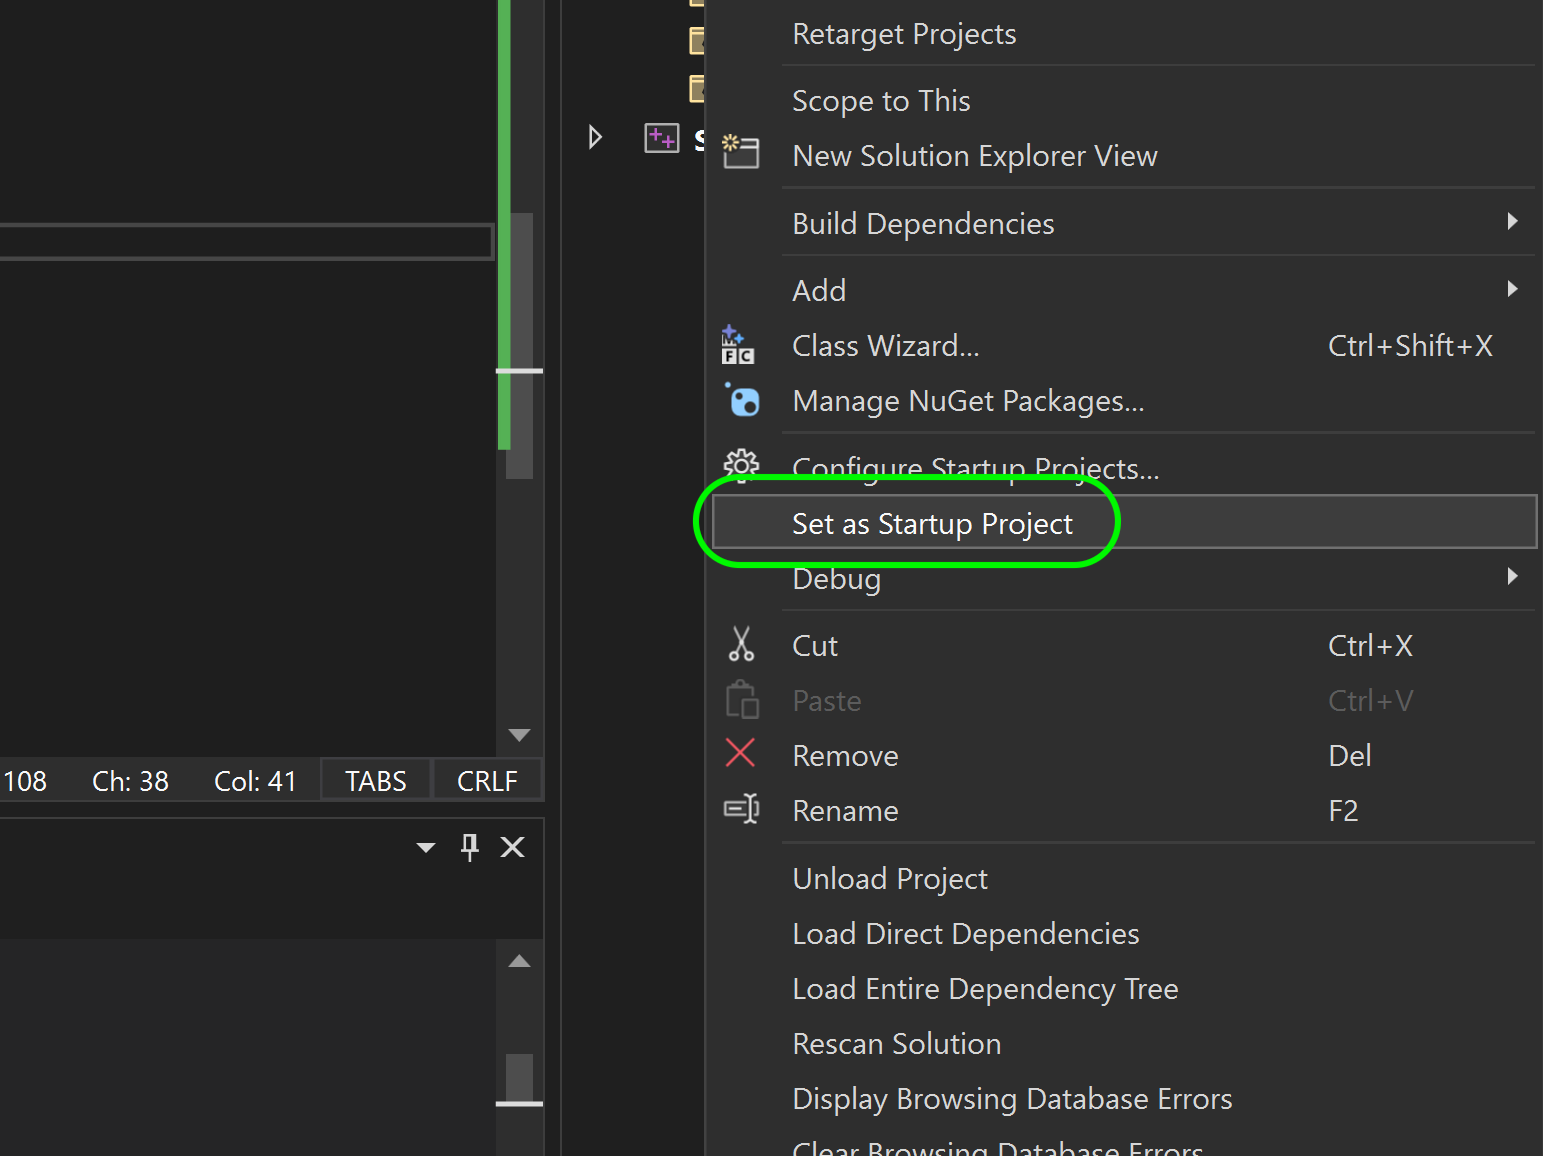 Retarget Projects
Scope to This
New Solution Explorer View
Build Dependencies
Add
Class Wizard... Ctrl+Shift+X
Manage NuGet Packages...
Configure Startup Projects...
Set as Startup Project
Debug
Cut Ctrl+X
Paste Ctrl+V
Remove Del
Rename F2
Unload Project
Load Direct Dependencies
Load Entire Dependency Tree
Rescan Solution
Display Browsing Database Errors
Clear Browsing Database Errors
108 Ch: 38 Col: 41 TABS CRLF